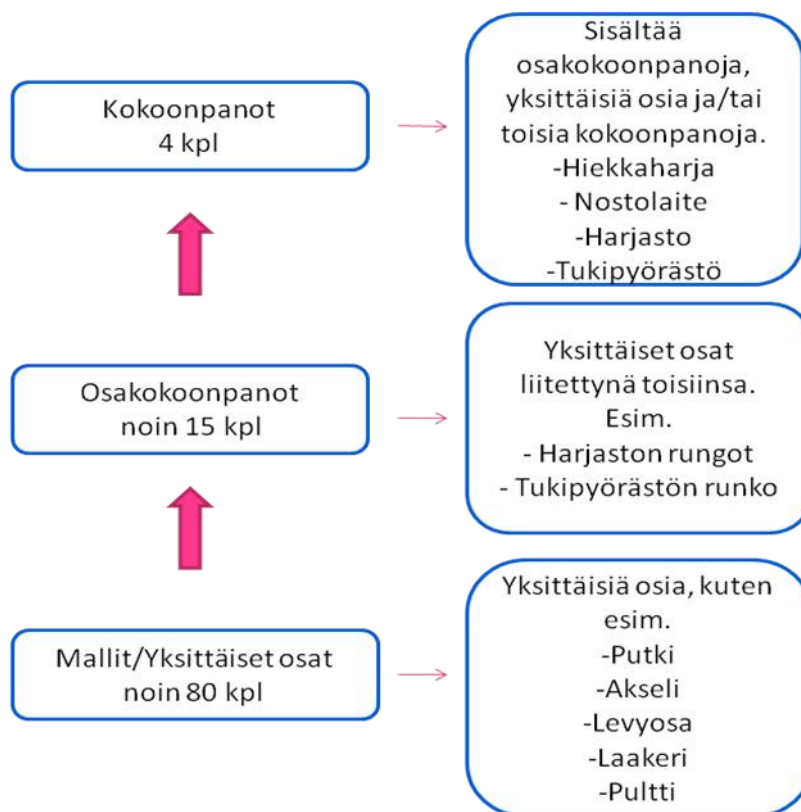 Kokoonpanot
4 kpl
Sisältää
osakokoonpanoja,
yksittäisiä osia ja/tai
toisia kokoonpanoja.
-Hiekkaharja
- Nostolaite
-Harjasto
-Tukipyörästö
Osakokoonpanot
noin 15 kpl
Yksittäiset osat
liitettynä toisiinsa.
Esim.
- Harjaston rungot
- Tukipyörästön runko
Mallit/Yksittäiset osat
noin 80 kpl
Yksittäisiä osia, kuten
esim.
-Putki
-Akseli
-Levyosa
-Laakeri
-Pultti